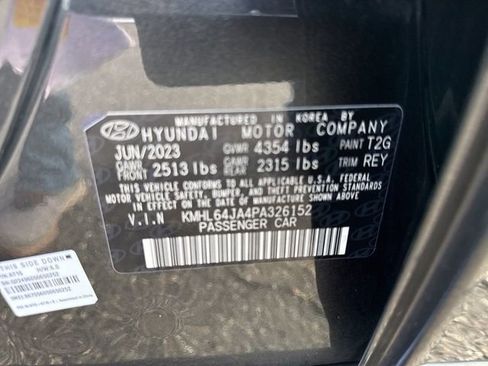 MANUFACTURED IN KOREA BY
HYUNDAI MOTOR COMPANY
JUN/2023 GVWR 4354 lbs PAINT T2G
GAWR FRONT 2513 lbs GAWR REAR 2315 lbs TRIM REY
THIS VEHICLE CONFORMS TO ALL APPLICABLE U.S.A. FEDERAL
MOTOR VEHICLE SAFETY, BUMPER, AND THEFT PREVENTION STANDARDS
IN EFFECT ON THE DATE OF MANUFACTURE SHOWN ABOVE.
V.I.N KMHL64JA4PA326152
PASSENGER CAR
THIS SIDE DOWN